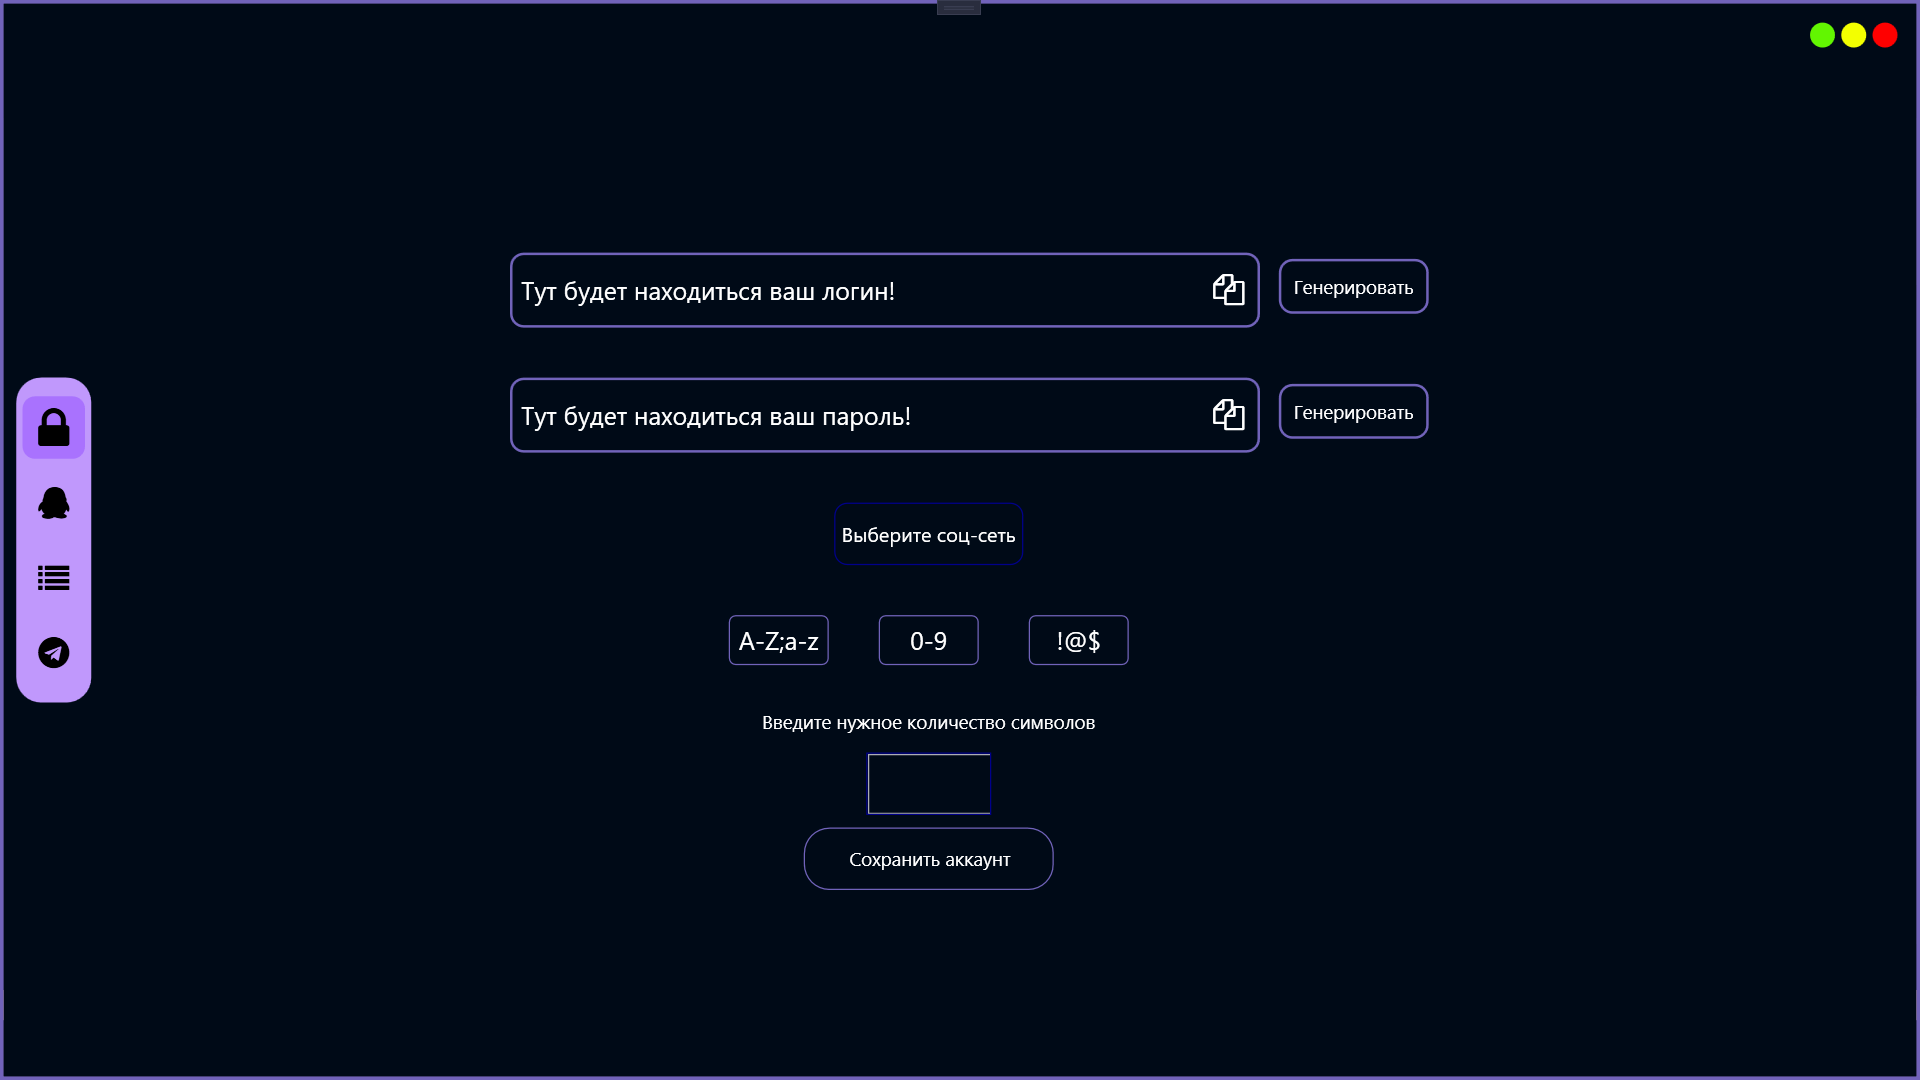 Тут будет находиться ваш логин!
Генерировать
Тут будет находиться ваш пароль!
Генерировать
Выберите соц-сеть
A-Z;a-z
0-9
!@$
Введите нужное количество символов
Сохранить аккаунт